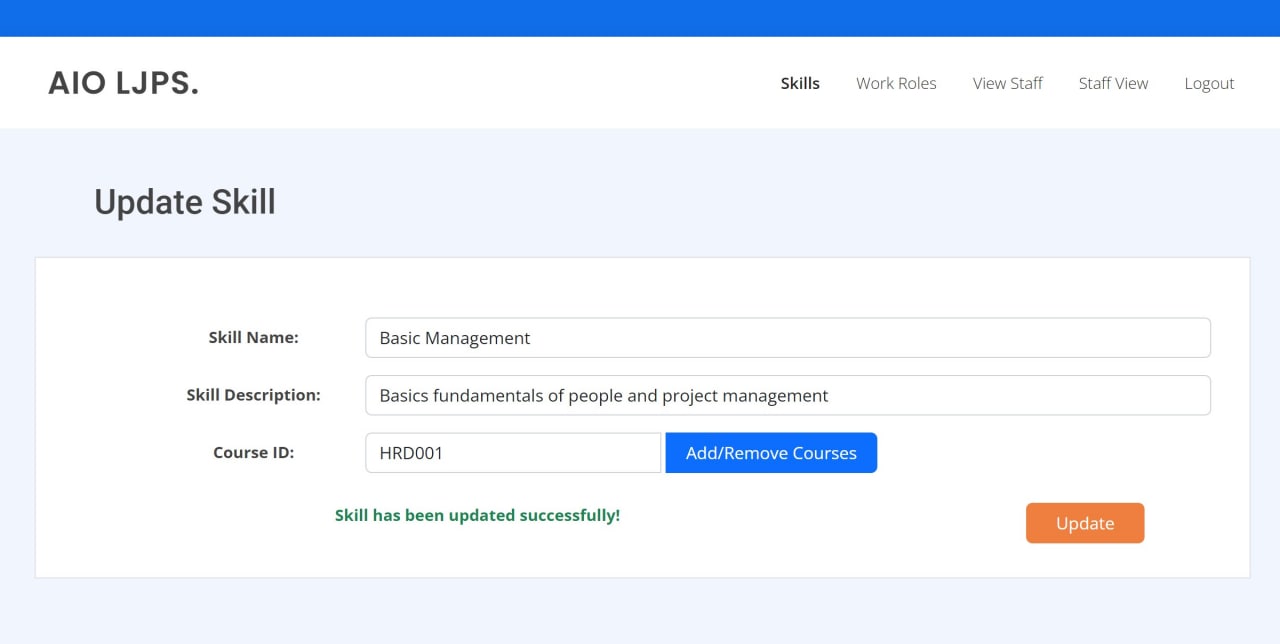 AIO LJPS.
Skills Work Roles View Staff Staff View Logout
Update Skill
Skill Name: Basic Management
Skill Description: Basics fundamentals of people and project management
Course ID: HRD001 Add/Remove Courses
Skill has been updated successfully!
Update